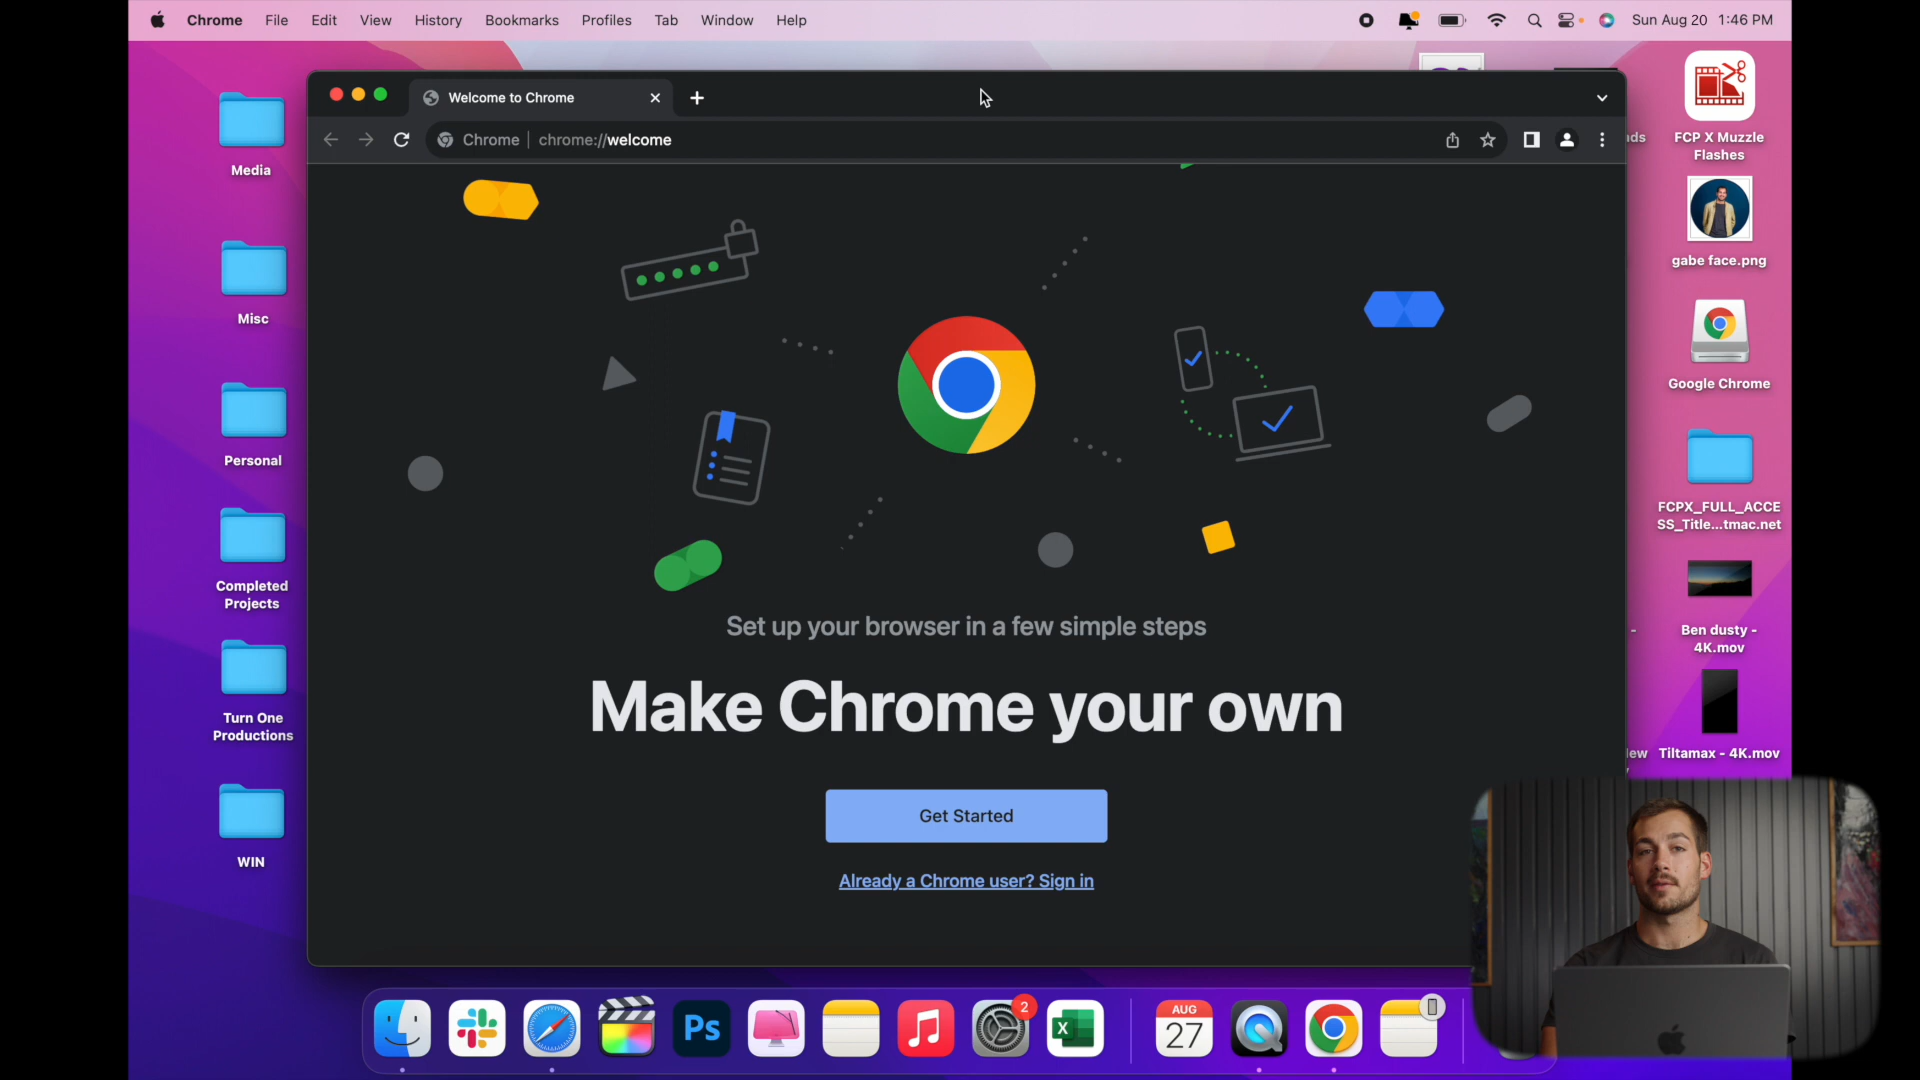 Chrome File Edit View History Bookmarks Profiles Tab Window Help
Sun Aug 20 1:46 PM
Welcome to Chrome
Chrome chrome://welcome
Media
Misc
Personal
Completed
Projects
Turn One
Productions
WIN
Set up your browser in a few simple steps
Make Chrome your own
Get Started
Already a Chrome user? Sign in
FCP X Muzzle
Flashes
gabe face.png
Google Chrome
FCPX_FULL_ACCE
SS_Title...tmac.net
Ben dusty -
4K.mov
Tiltamax - 4K.mov
Ps
2
X
AUG
27